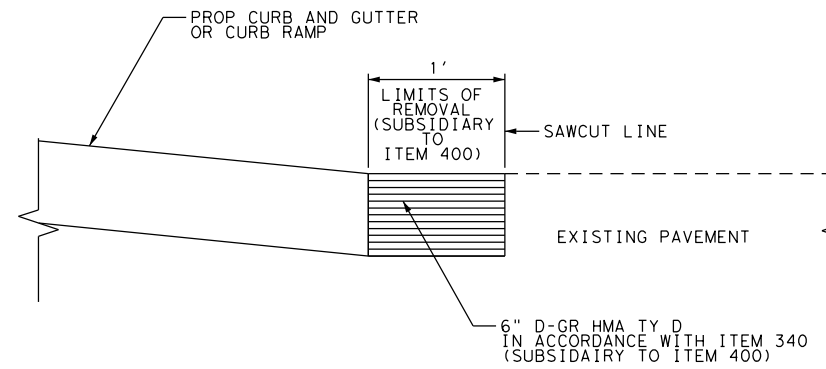 PROP CURB AND GUTTER
OR CURB RAMP
1'
LIMITS OF
REMOVAL
(SUBSIDIARY
TO
ITEM 400)
SAWCUT LINE
EXISTING PAVEMENT
6" D-GR HMA TY D
IN ACCORDANCE WITH ITEM 340
(SUBSIDAIRY TO ITEM 400)